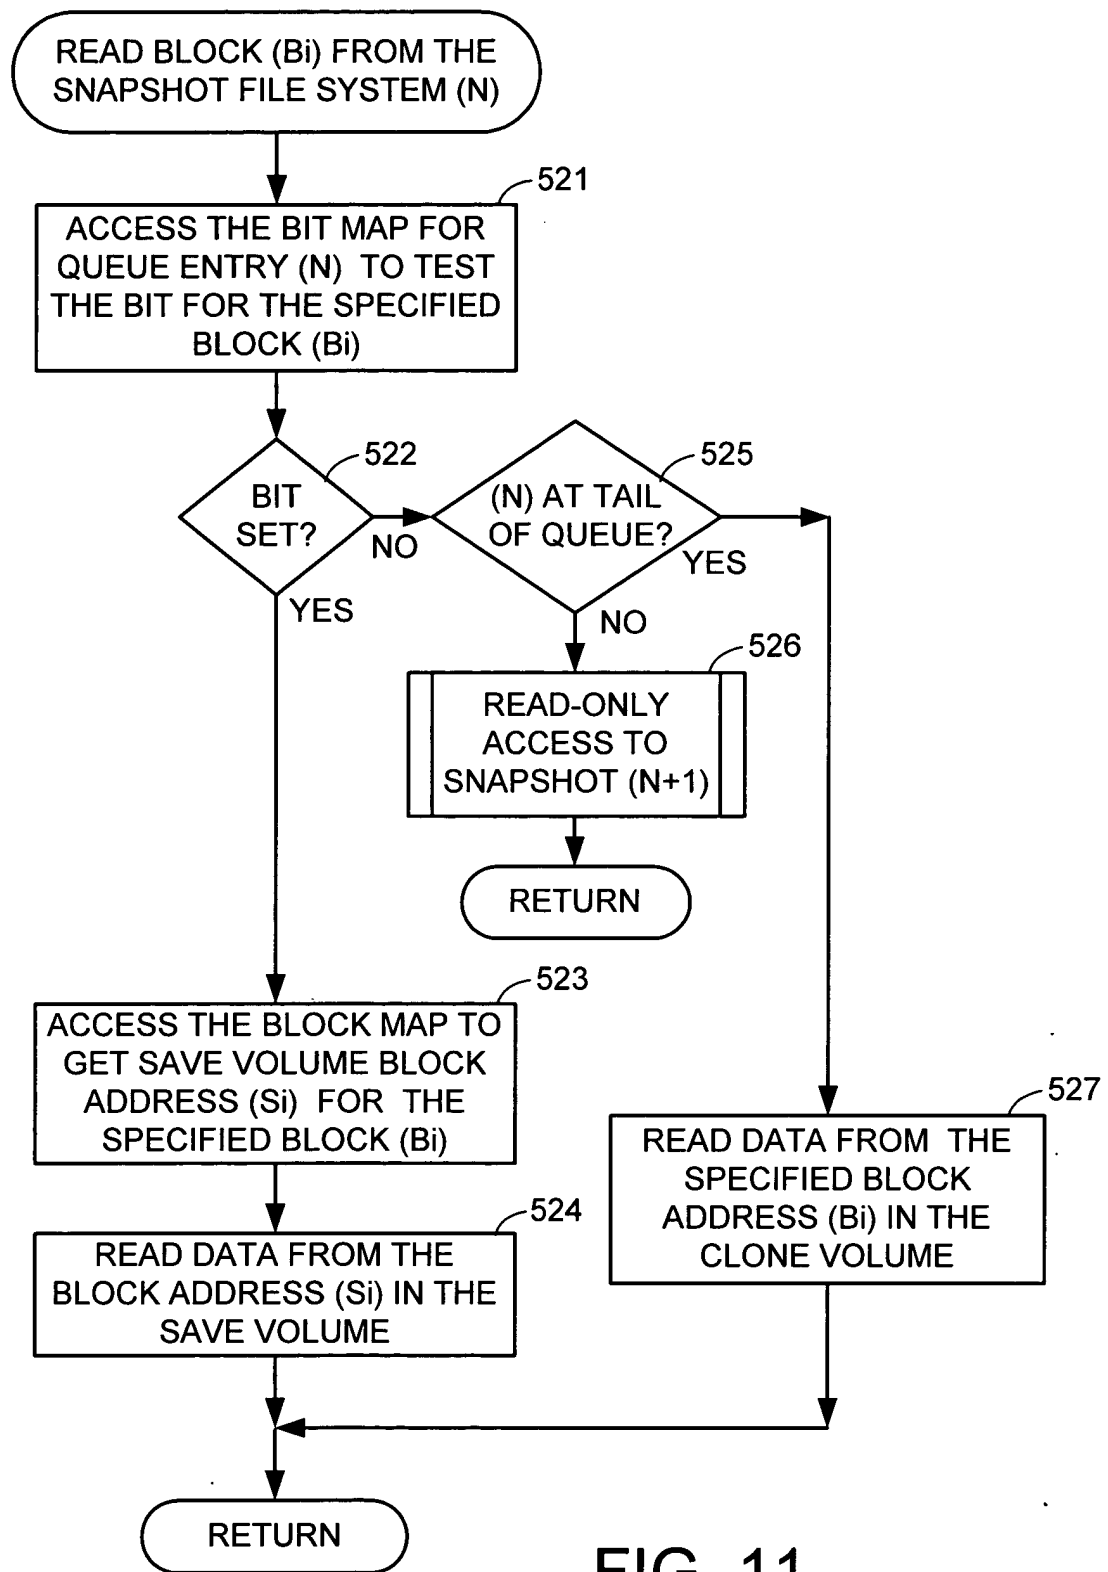 READ BLOCK (Bi) FROM THE
SNAPSHOT FILE SYSTEM (N)
521
ACCESS THE BIT MAP FOR
QUEUE ENTRY (N) TO TEST
THE BIT FOR THE SPECIFIED
BLOCK (Bi)
522
BIT
SET?
NO
YES
525
(N) AT TAIL
OF QUEUE?
YES
NO
526
READ-ONLY
ACCESS TO
SNAPSHOT (N+1)
RETURN
523
ACCESS THE BLOCK MAP TO
GET SAVE VOLUME BLOCK
ADDRESS (Si) FOR THE
SPECIFIED BLOCK (Bi)
527
READ DATA FROM THE
SPECIFIED BLOCK
ADDRESS (Bi) IN THE
CLONE VOLUME
524
READ DATA FROM THE
BLOCK ADDRESS (Si) IN THE
SAVE VOLUME
RETURN
FIG. 11